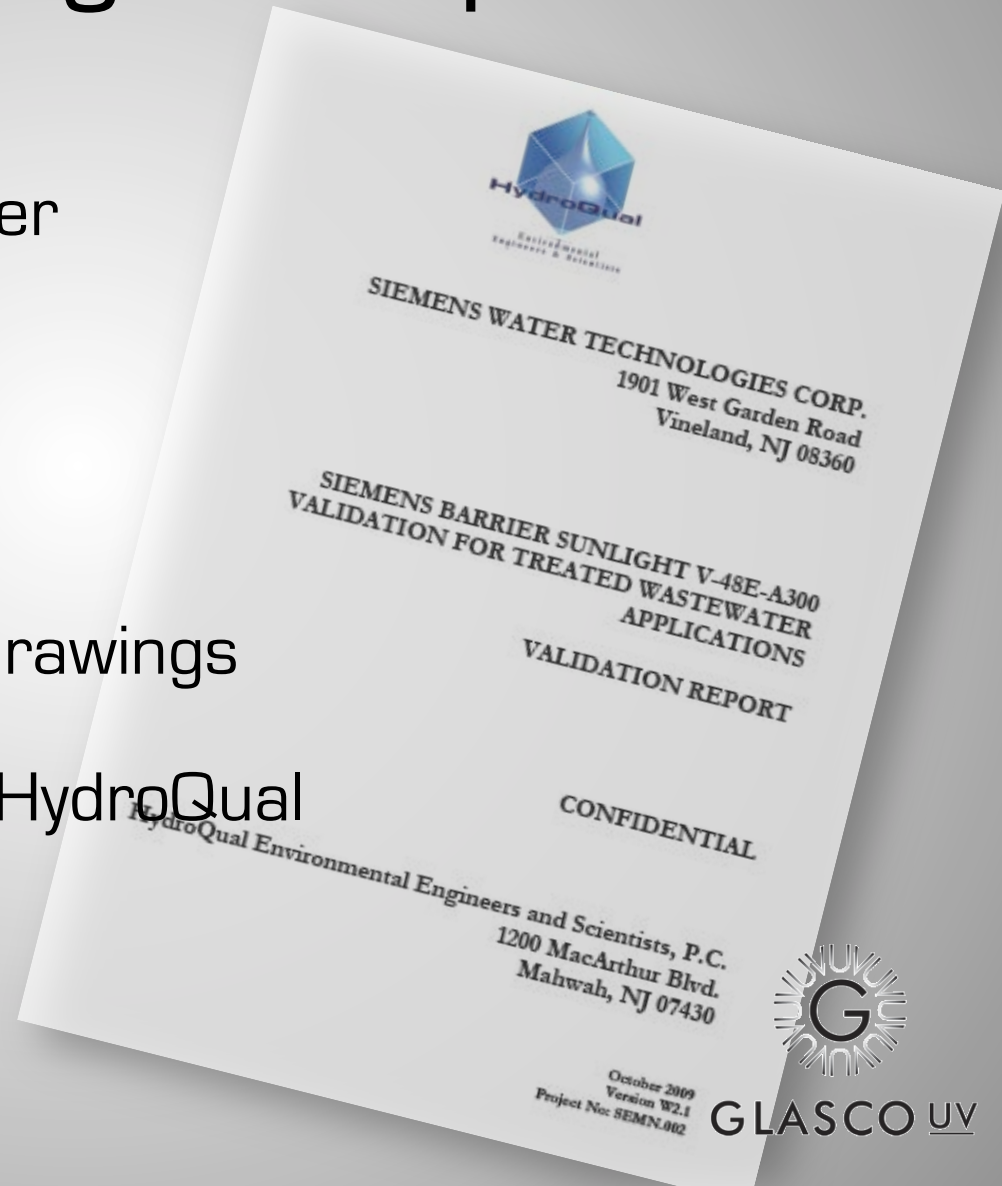 er
rawings
HydroQual
HydroQual
Environmental
Engineers & Scientists
SIEMENS WATER TECHNOLOGIES CORP.
1901 West Garden Road
Vineland, NJ 08360
SIEMENS BARRIER SUNLIGHT V-48E-A300
VALIDATION FOR TREATED WASTEWATER
APPLICATIONS
VALIDATION REPORT
CONFIDENTIAL
HydroQual Environmental Engineers and Scientists, P.C.
1200 MacArthur Blvd.
Mahwah, NJ 07430
October 2009
Version W2.1
Project No: SEMN.002
G
GLASCO UV